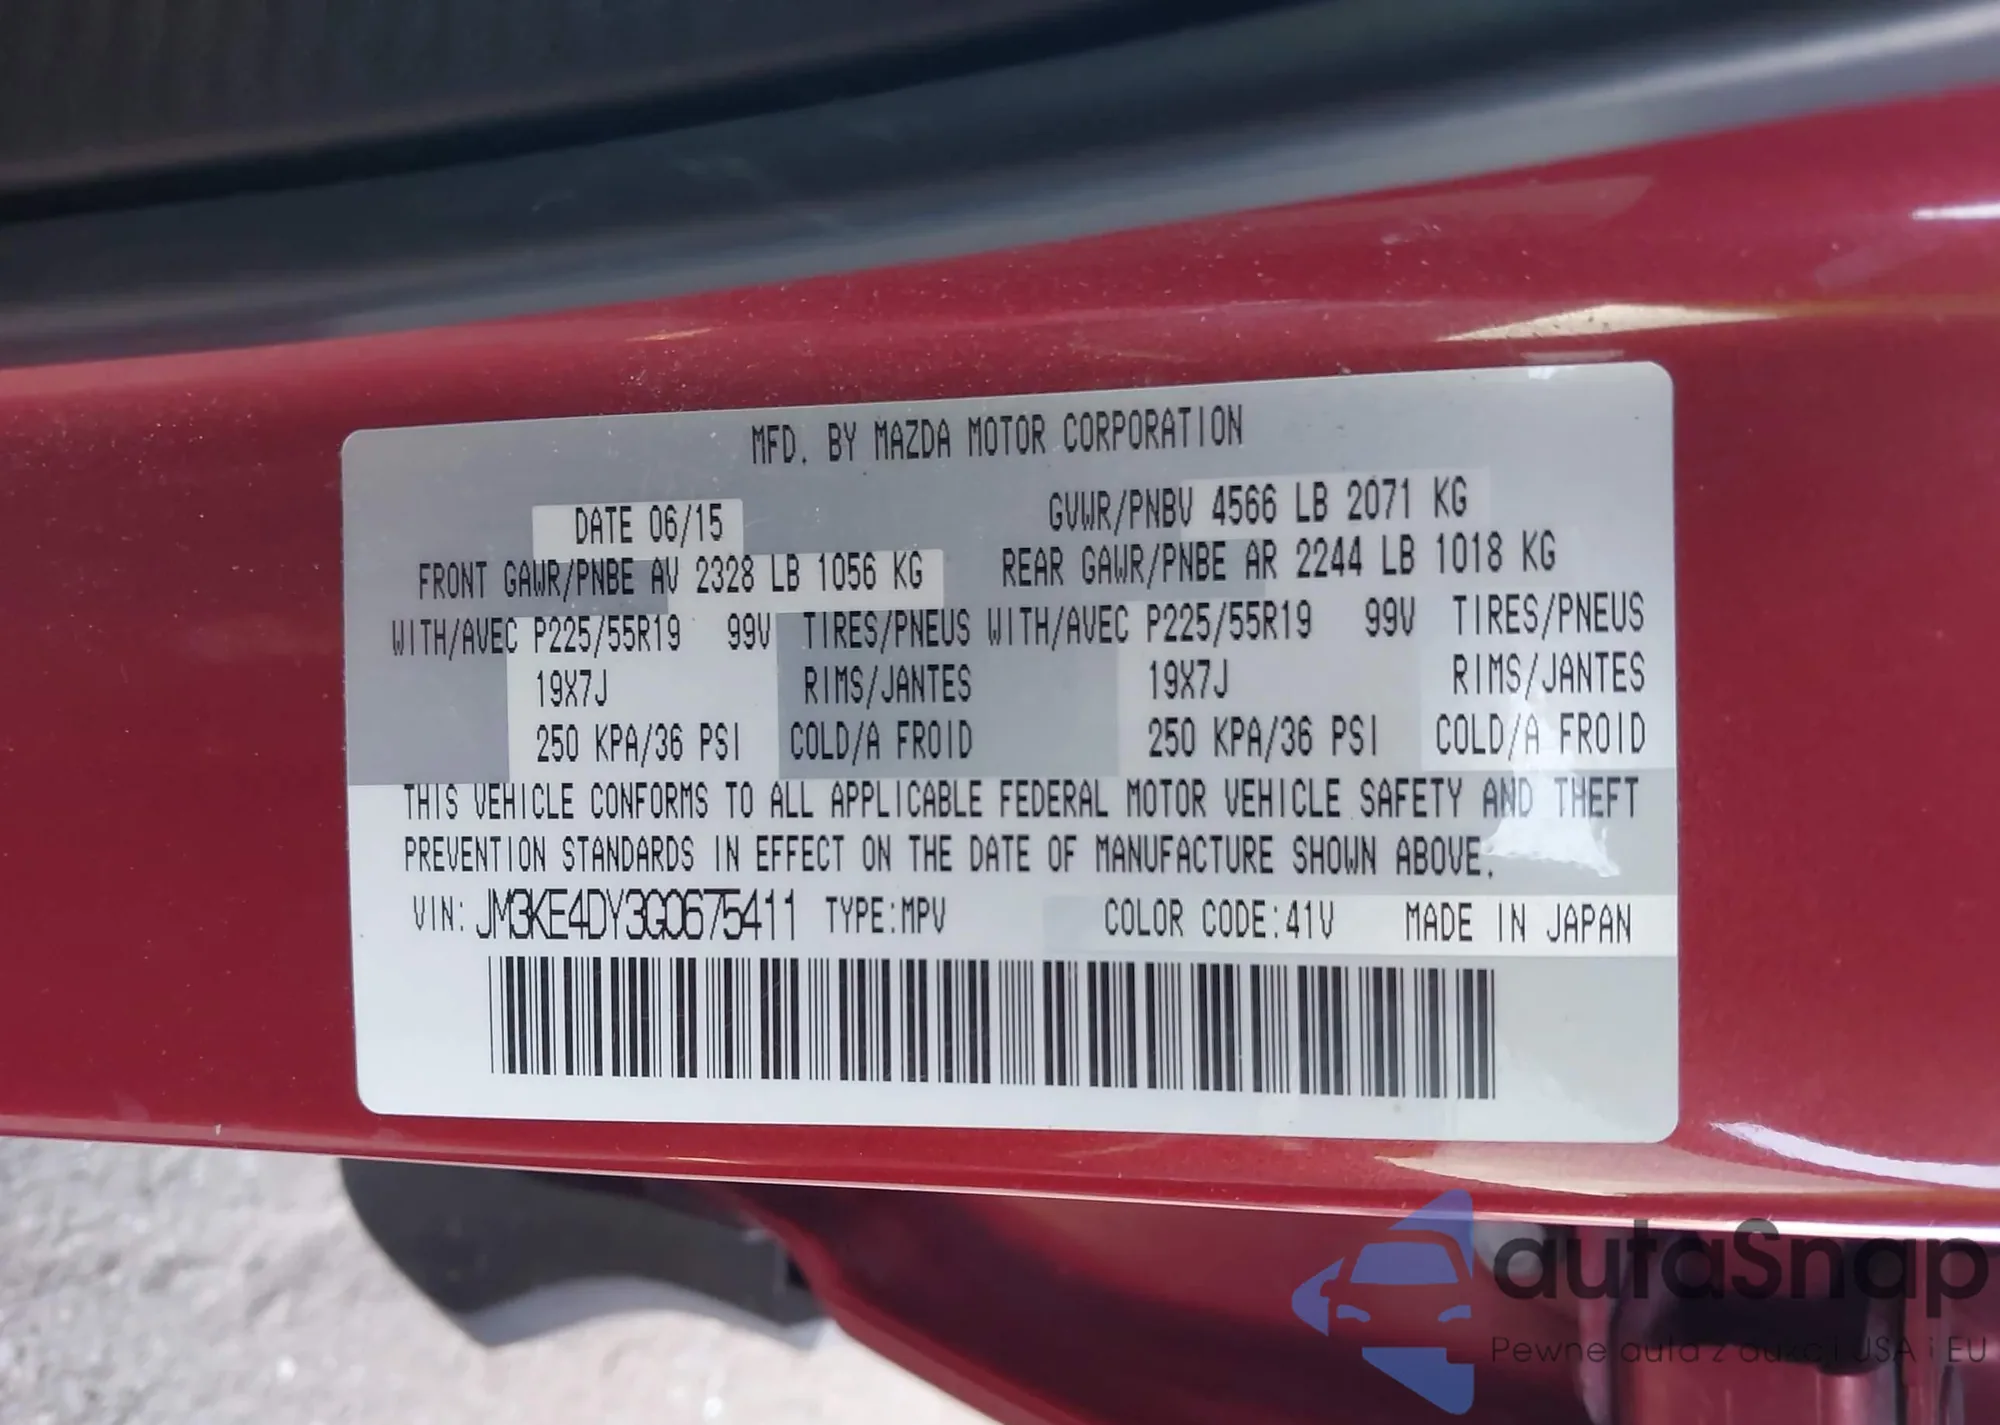 MFD. BY MAZDA MOTOR CORPORATION
DATE 06/15 GVWR/PNBV 4566 LB 2071 KG
FRONT GAWR/PNBE AV 2328 LB 1056 KG REAR GAWR/PNBE AR 2244 LB 1018 KG
WITH/AVEC P225/55R19 99V TIRES/PNEUS WITH/AVEC P225/55R19 99V TIRES/PNEUS
19X7J RIMS/JANTES 19X7J RIMS/JANTES
250 KPA/36 PSI COLD/A FROID 250 KPA/36 PSI COLD/A FROID
THIS VEHICLE CONFORMS TO ALL APPLICABLE FEDERAL MOTOR VEHICLE SAFETY AND THEFT
PREVENTION STANDARDS IN EFFECT ON THE DATE OF MANUFACTURE SHOWN ABOVE.
VIN: JM3KE4DY3G0675411 TYPE:MPV COLOR CODE:41V MADE IN JAPAN
autaSnap
Pewne auta z aukcji USA i EU